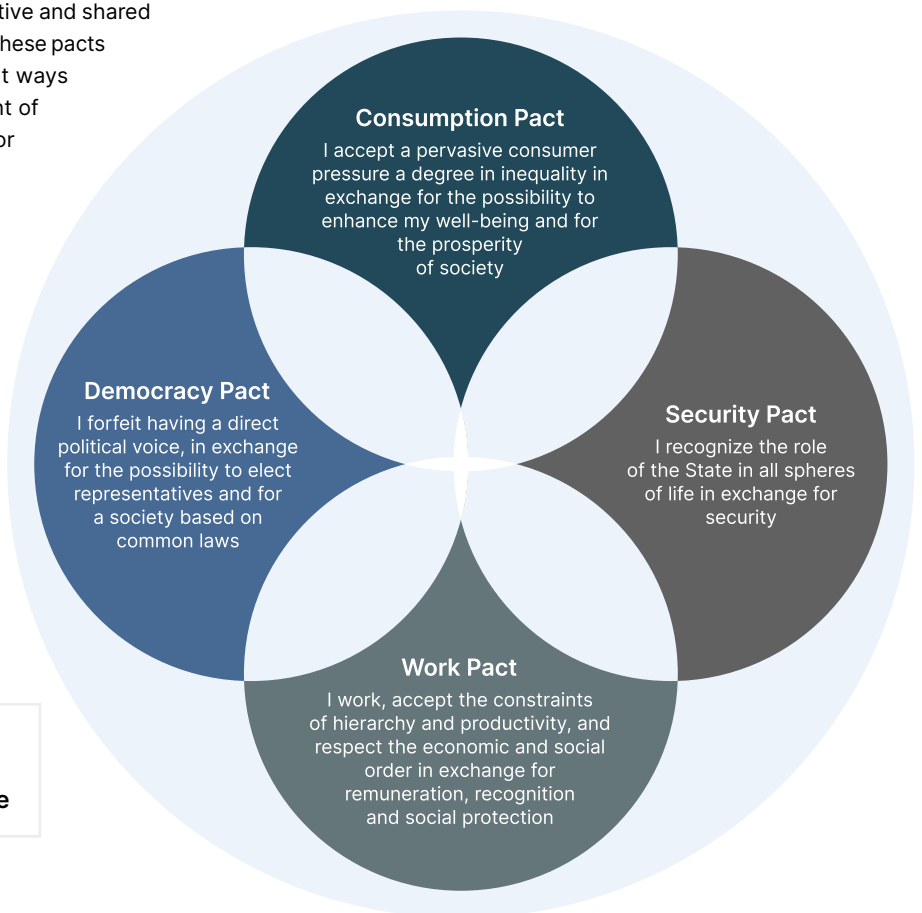 tive and shared
hese pacts
t ways
nt of
or
Consumption Pact
I accept a pervasive consumer
pressure a degree in inequality in
exchange for the possibility to
enhance my well-being and for
the prosperity
of society
Democracy Pact
I forfeit having a direct
political voice, in exchange
for the possibility to elect
representatives and for
a society based on
common laws
Security Pact
I recognize the role
of the State in all spheres
of life in exchange for
security
Work Pact
I work, accept the constraints
of hierarchy and productivity, and
respect the economic and social
order in exchange for
remuneration, recognition
and social protection
e